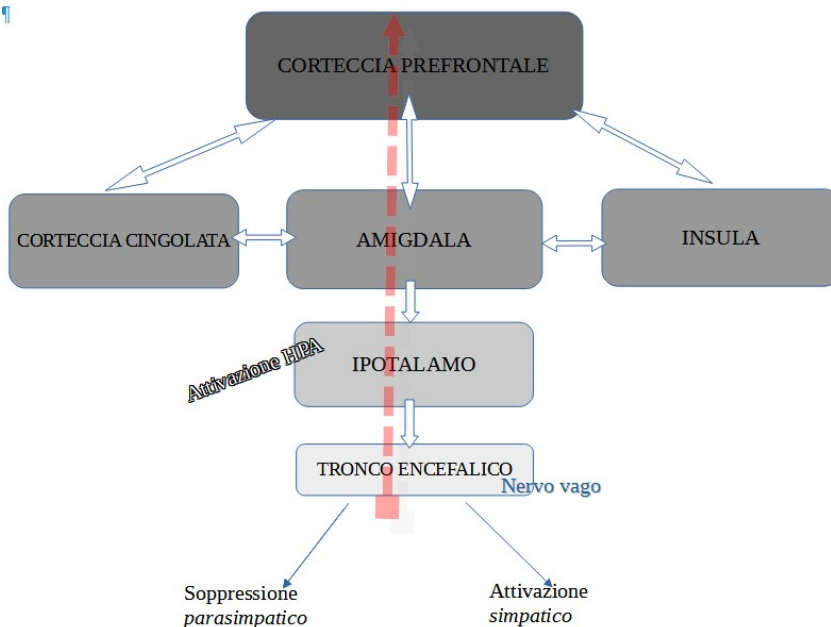 ¶
CORTECCIA PREFRONTALE
CORTECCIA CINGOLATA
AMIGDALA
INSULA
Attivazione HPA
IPOTALAMO
TRONCO ENCEFALICO
Nervo vago
Soppressione
parasimpatico
Attivazione
simpatico